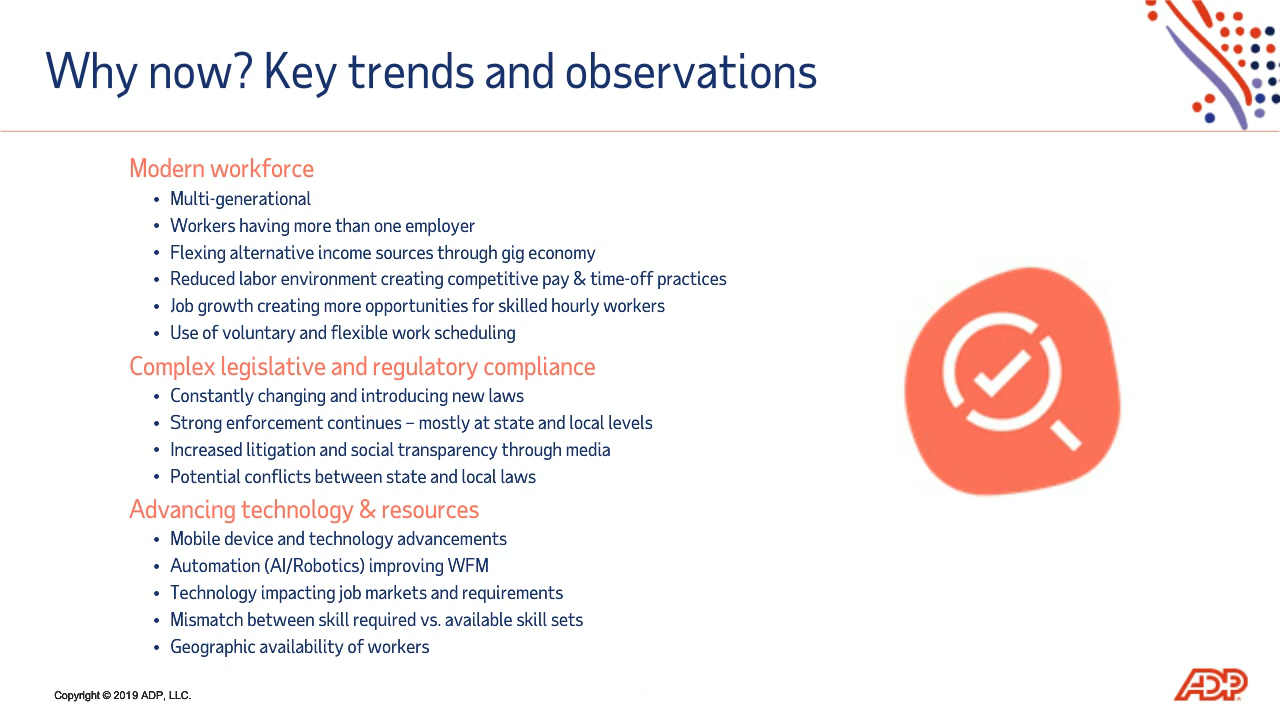 Why now? Key trends and observations
Modern workforce
• Multi-generational
• Workers having more than one employer
• Flexing alternative income sources through gig economy
• Reduced labor environment creating competitive pay & time-off practices
• Job growth creating more opportunities for skilled hourly workers
• Use of voluntary and flexible work scheduling
Complex legislative and regulatory compliance
• Constantly changing and introducing new laws
• Strong enforcement continues – mostly at state and local levels
• Increased litigation and social transparency through media
• Potential conflicts between state and local laws
Advancing technology & resources
• Mobile device and technology advancements
• Automation (AI/Robotics) improving WFM
• Technology impacting job markets and requirements
• Mismatch between skill required vs. available skill sets
• Geographic availability of workers
Copyright © 2019 ADP, LLC.
ADP